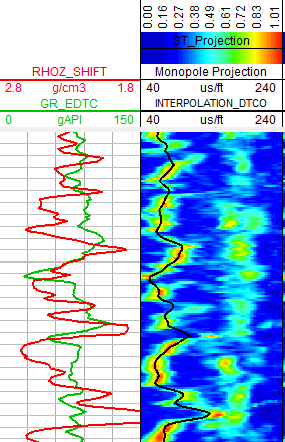 0.00 0.16 0.27 0.38 0.49 0.61 0.72 0.83 1.01
ST_Projection
RHOZ_SHIFT Monopole Projection
2.8 g/cm3 1.8 40 us/ft 240
GR_EDTC INTERPOLATION_DTCO
0 gAPI 150 40 us/ft 240